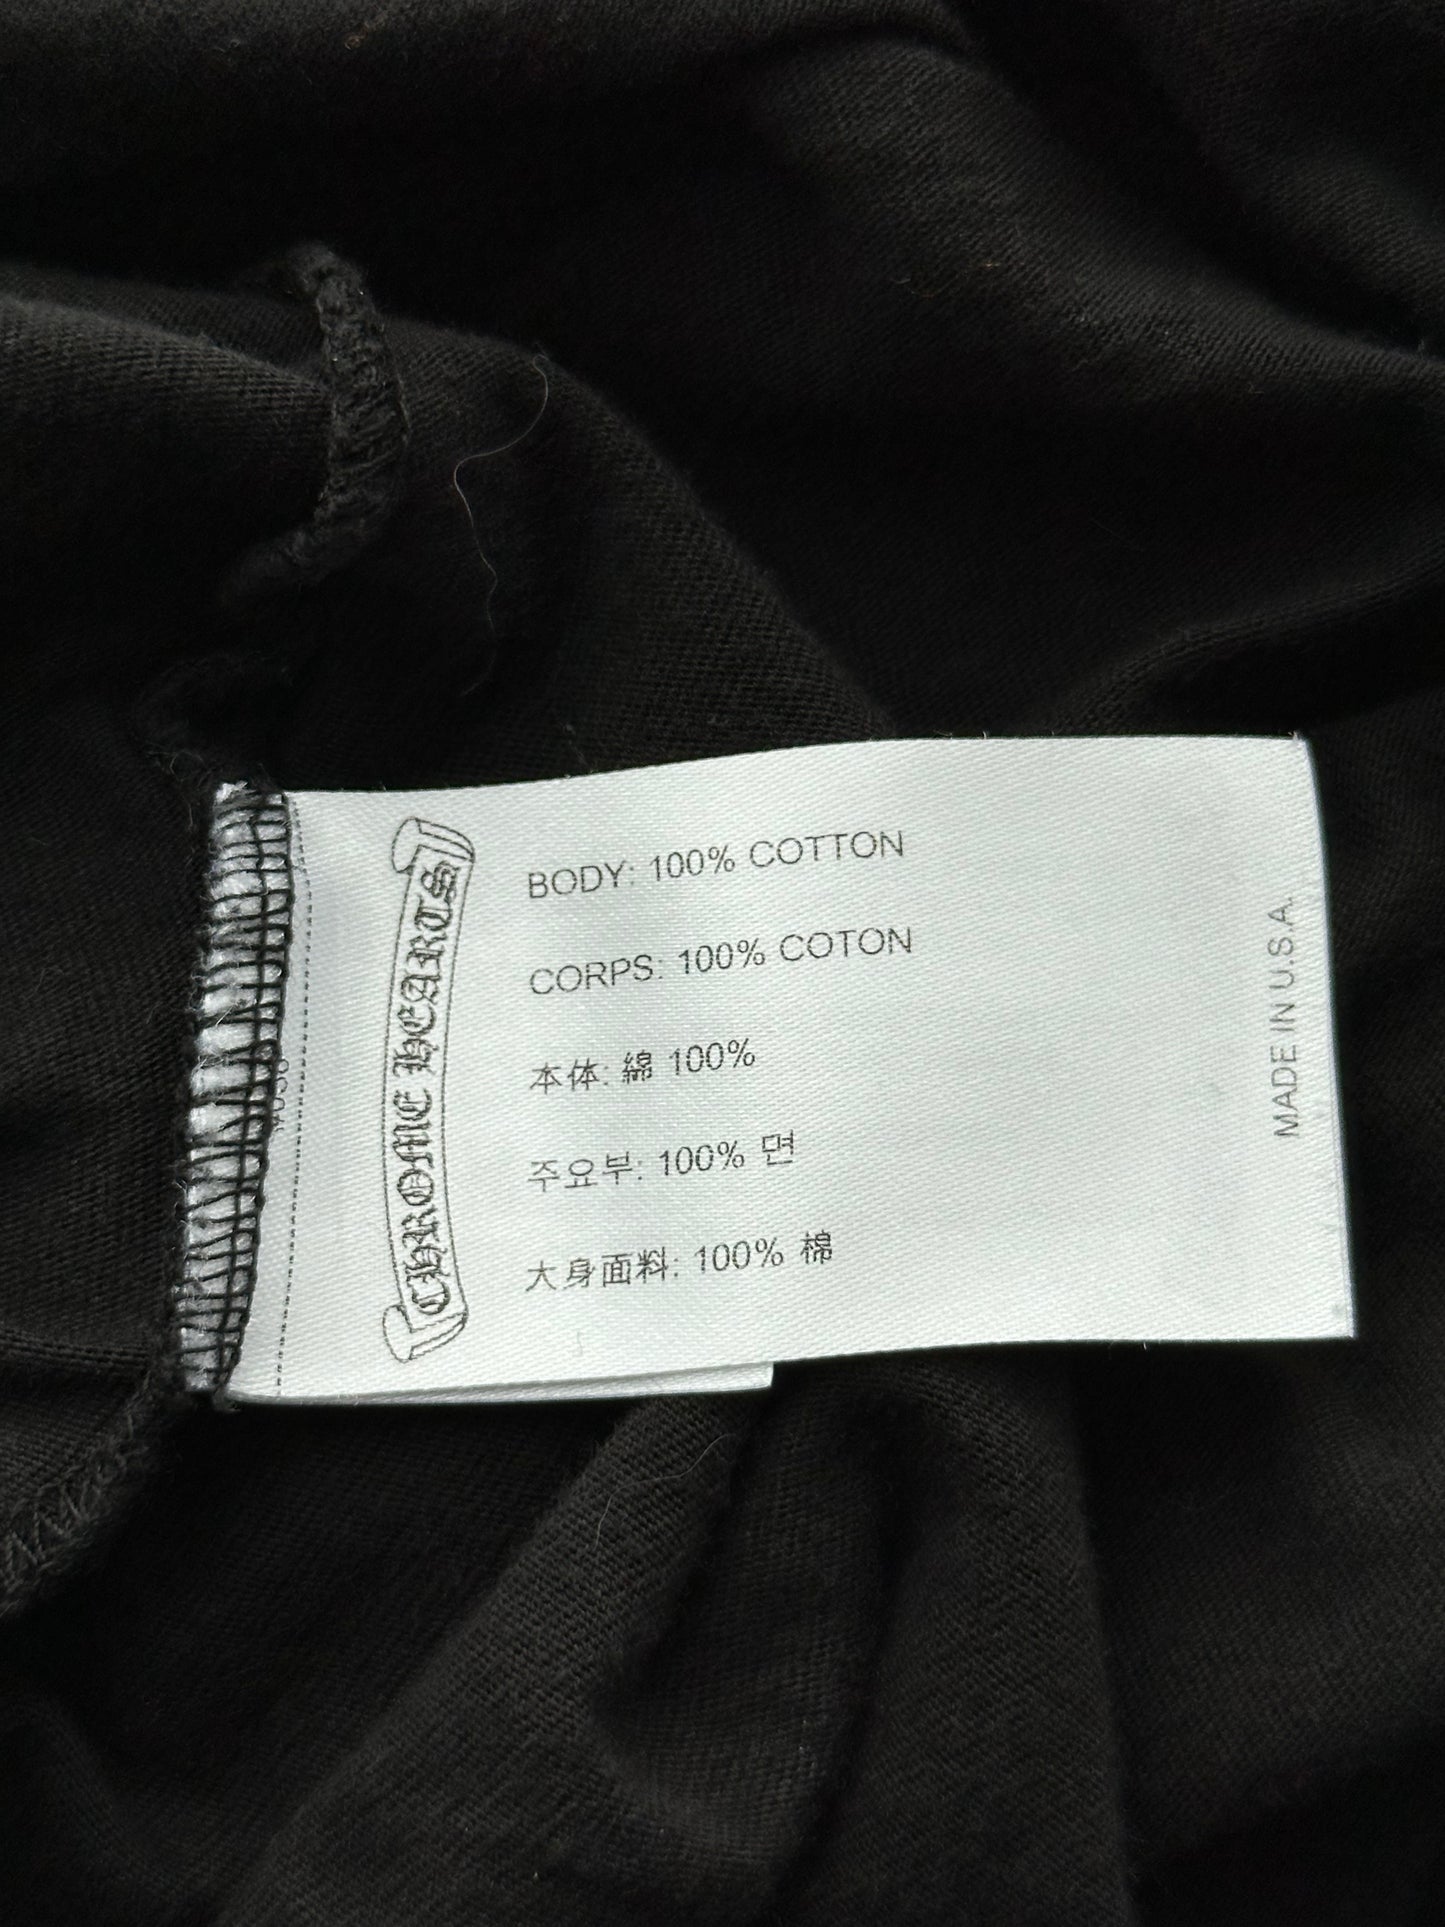 CHROME HEARTS
BODY: 100% COTTON
CORPS: 100% COTON
本体: 綿 100%
주요부: 100% 면
大身面料: 100% 棉
MADE IN U.S.A.